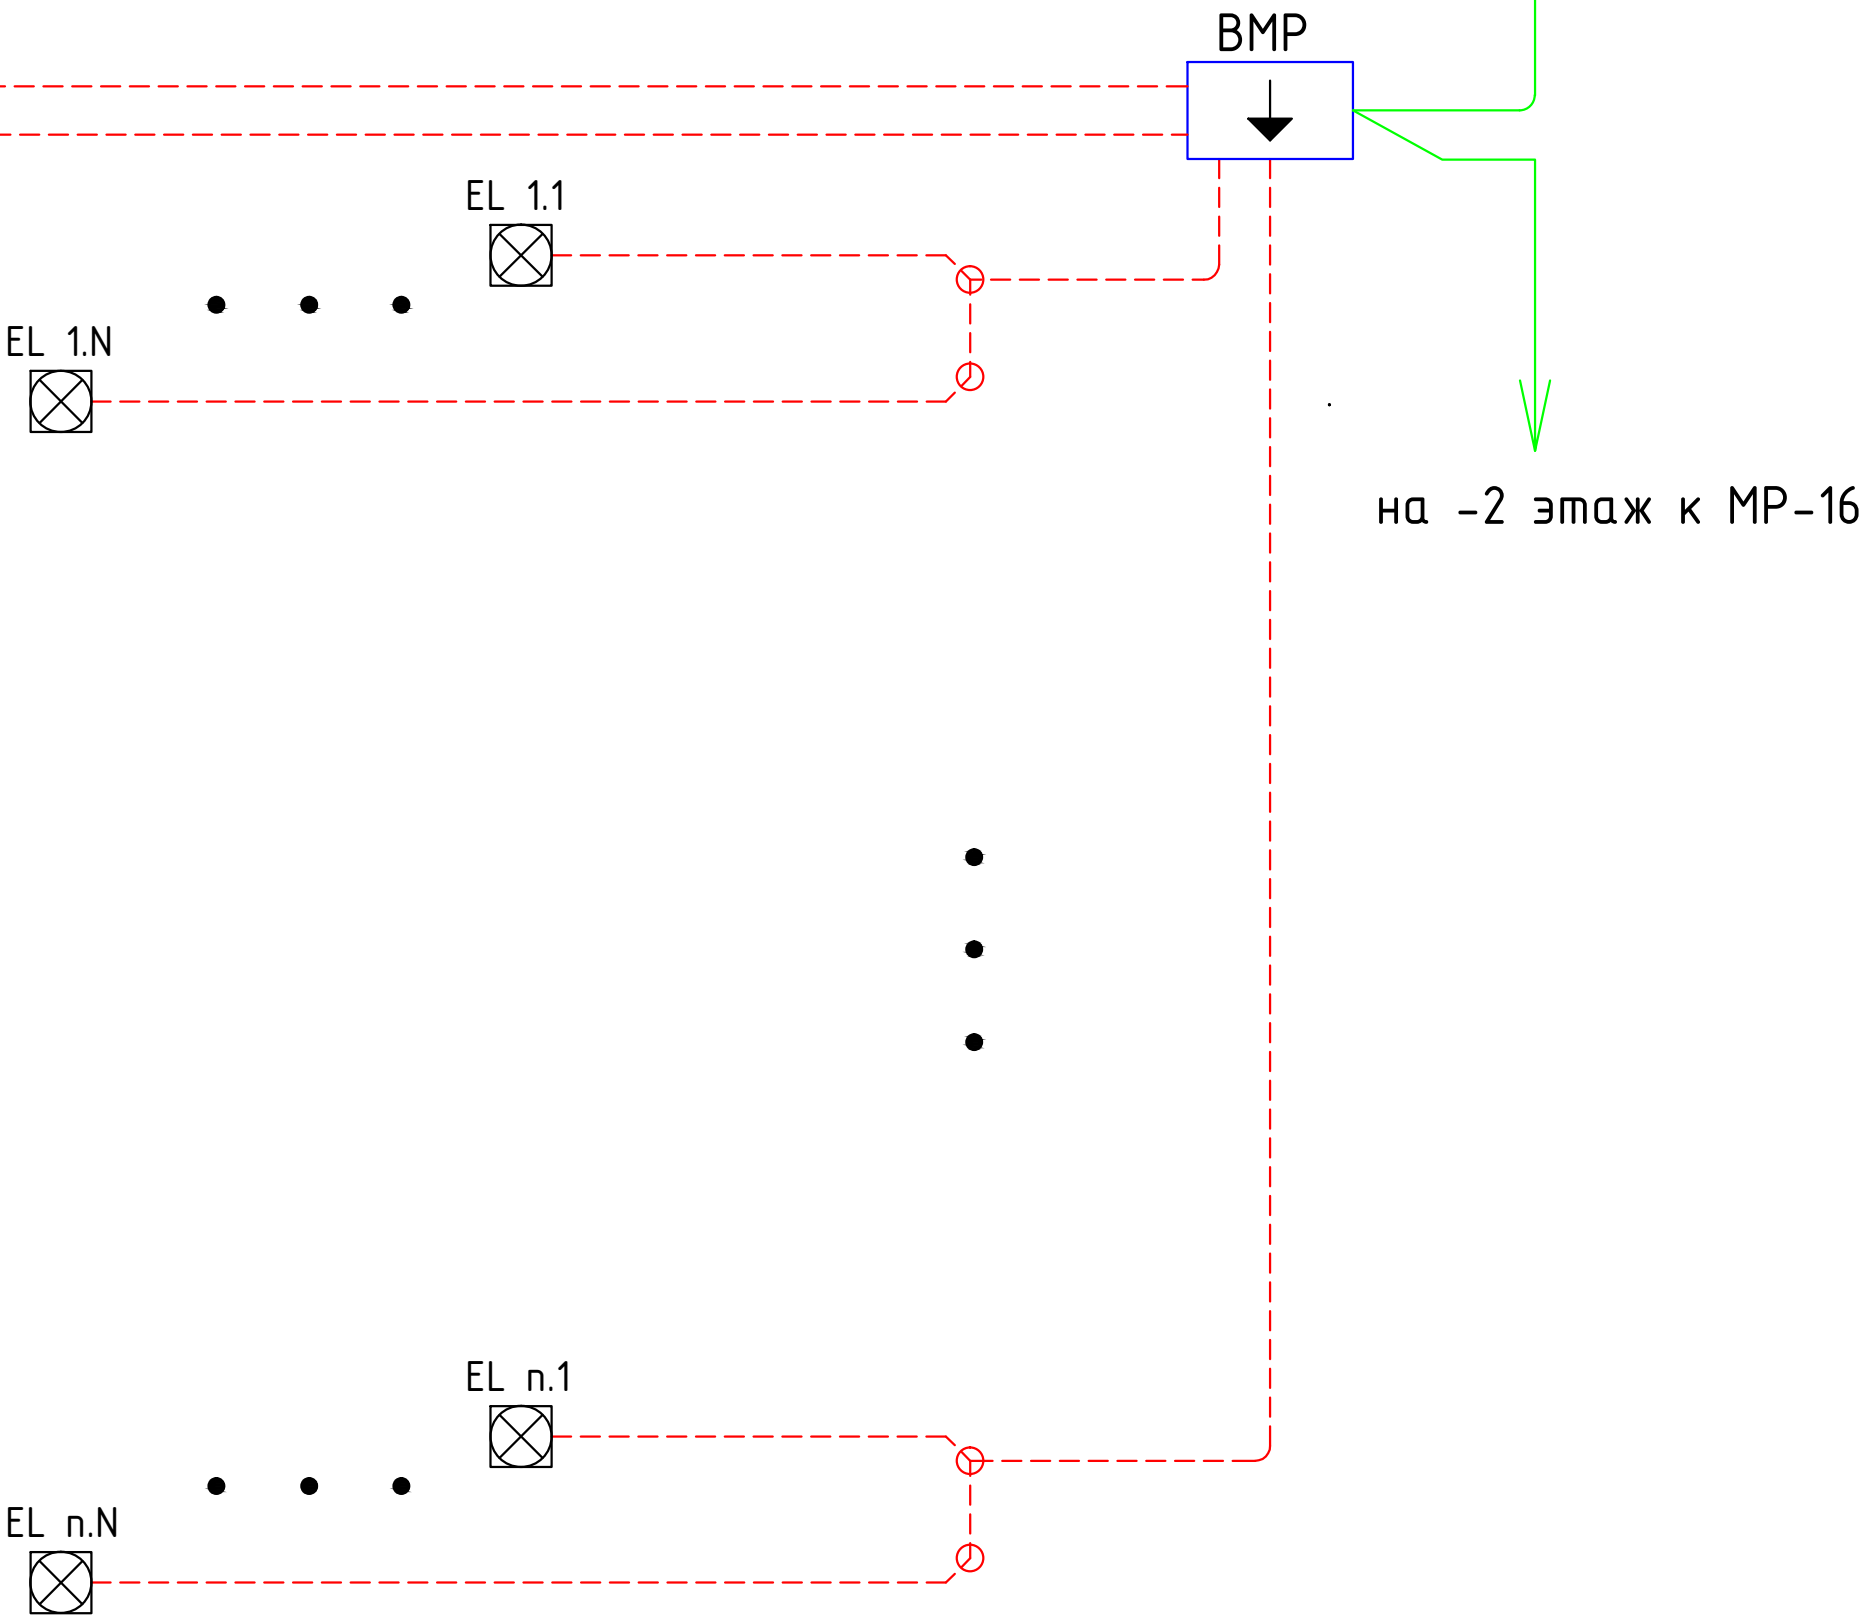 ВМР
EL 1.1
EL 1.N
на -2 этаж к МР-16
EL n.1
EL n.N